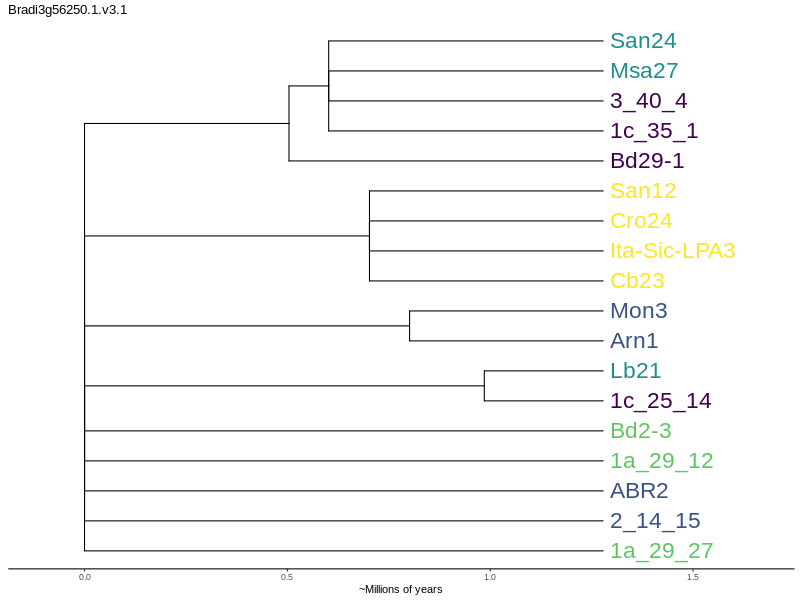 Bradi3g56250.1.v3.1
San24
Msa27
3_40_4
1c_35_1
Bd29-1
San12
Cro24
Ita-Sic-LPA3
Cb23
Mon3
Arn1
Lb21
1c_25_14
Bd2-3
1a_29_12
ABR2
2_14_15
1a_29_27
0.0 0.5 1.0 1.5
~Millions of years